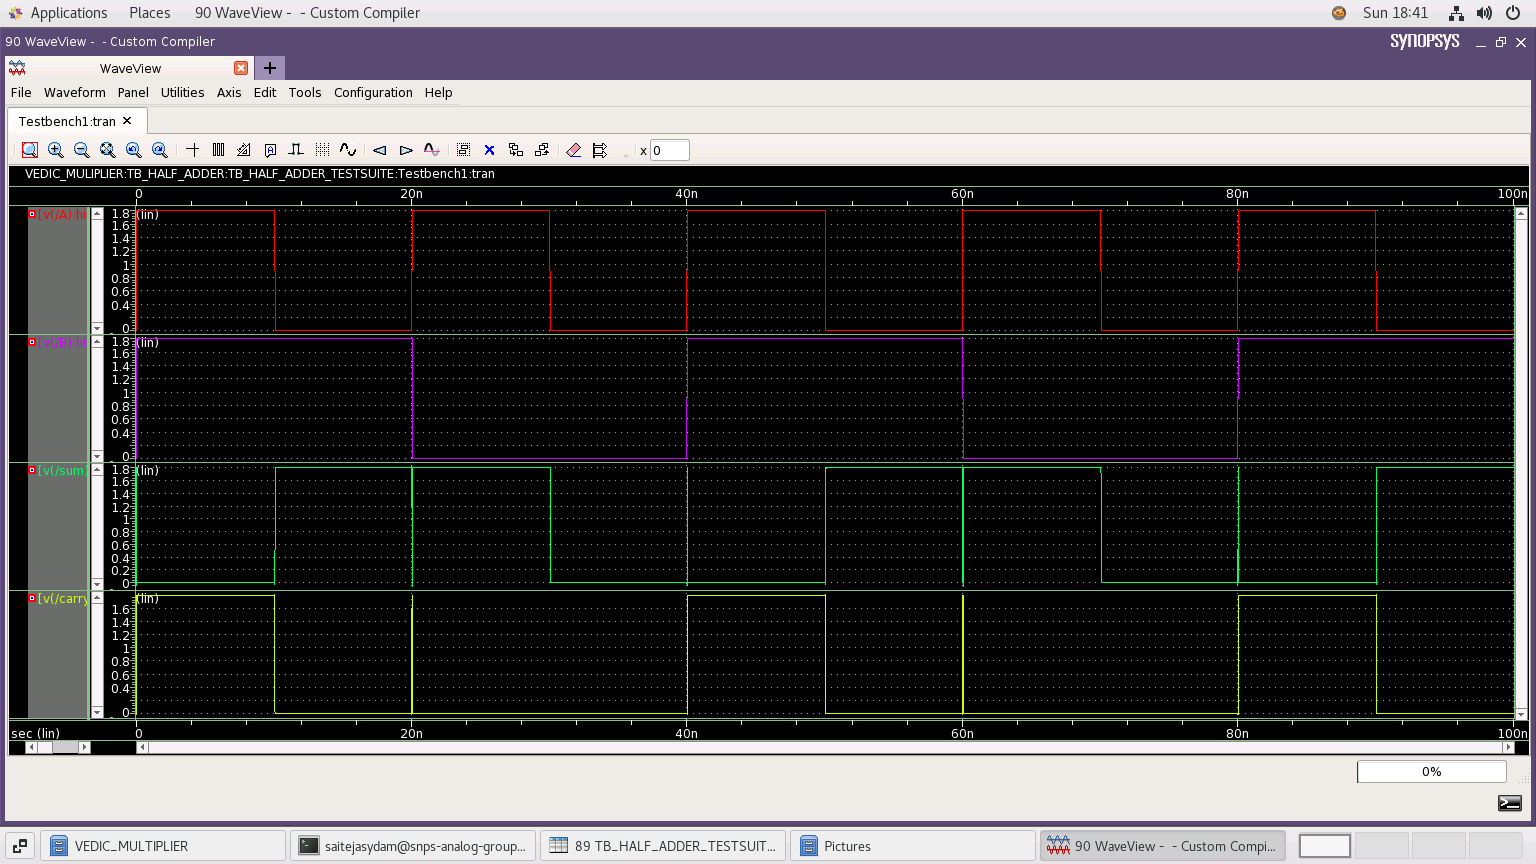 Applications Places 90 WaveView - - Custom Compiler Sun 18:41
90 WaveView - - Custom Compiler SYNOPSYS
WaveView
File Waveform Panel Utilities Axis Edit Tools Configuration Help
Testbench1:tran
x 0
VEDIC_MULIPLIER:TB_HALF_ADDER:TB_HALF_ADDER_TESTSUITE:Testbench1:tran
0 20n 40n 60n 80n 100n
[v(/A):hr 1.8 (lin)
1.6
1.4
1.2
1
0.8
0.6
0.4
0
[v(/B):hr 1.8 (lin)
1.6
1.4
1.2
1
0.8
0.6
0.4
0
[v(/sum) 1.8 (lin)
1.6
1.4
1.2
1
0.8
0.6
0.4
0.2
0
[v(/carry (lin)
1.6
1.4
1.2
1
0.8
0.6
0.4
0
sec (lin) 0 20n 40n 60n 80n 100n
0%
VEDIC_MULTIPLIER saitejasydam@snps-analog-group... 89 TB_HALF_ADDER_TESTSUIT... Pictures 90 WaveView - - Custom Compi...